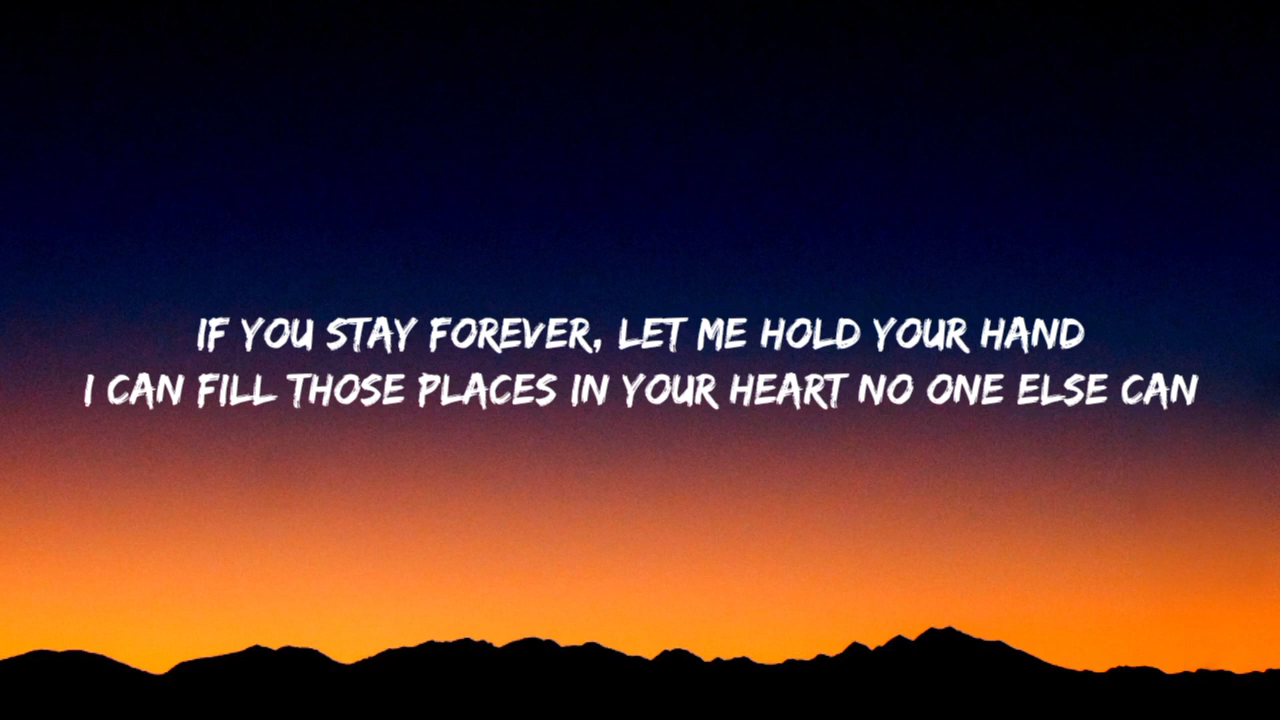 IF YOU STAY FOREVER, LET ME HOLD YOUR HAND
I CAN FILL THOSE PLACES IN YOUR HEART NO ONE ELSE CAN